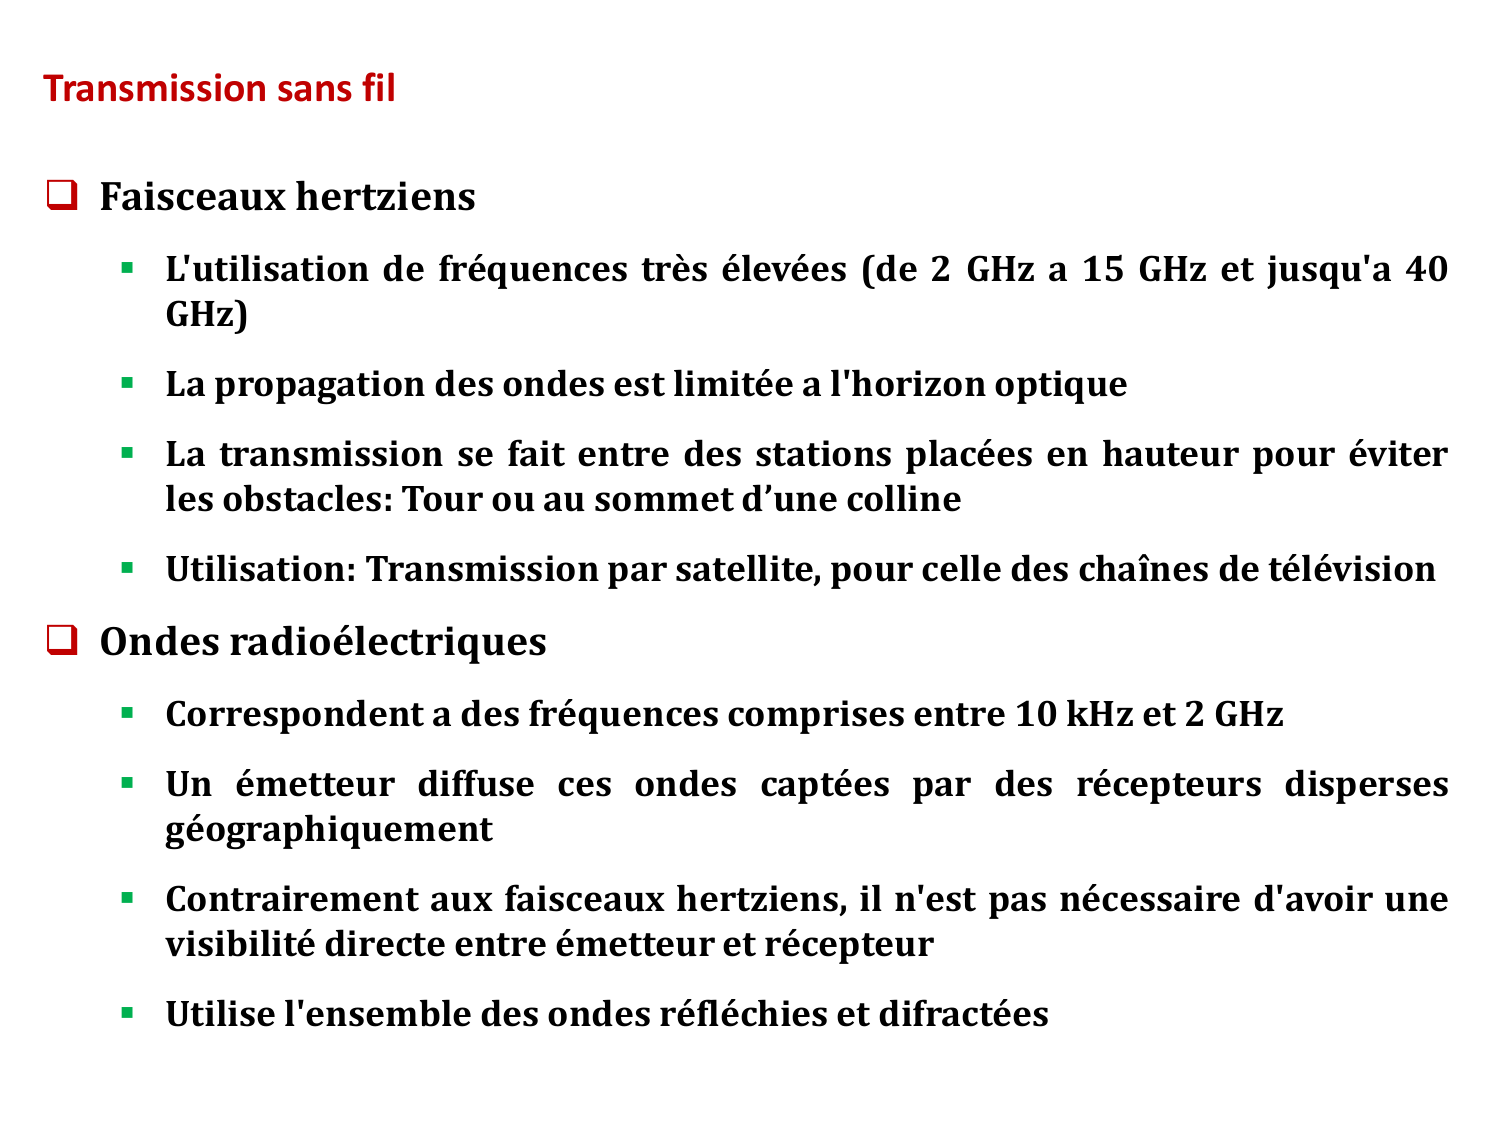 Transmission sans fil
Faisceaux hertziens
L'utilisation de fréquences très élevées (de 2 GHz a 15 GHz et jusqu'a 40
GHz)
La propagation des ondes est limitée a l'horizon optique
La transmission se fait entre des stations placées en hauteur pour éviter
les obstacles: Tour ou au sommet d’une colline
Utilisation: Transmission par satellite, pour celle des chaînes de télévision
Ondes radioélectriques
Correspondent a des fréquences comprises entre 10 kHz et 2 GHz
Un émetteur diffuse ces ondes captées par des récepteurs disperses
géographiquement
Contrairement aux faisceaux hertziens, il n'est pas nécessaire d'avoir une
visibilité directe entre émetteur et récepteur
Utilise l'ensemble des ondes réfléchies et difractées